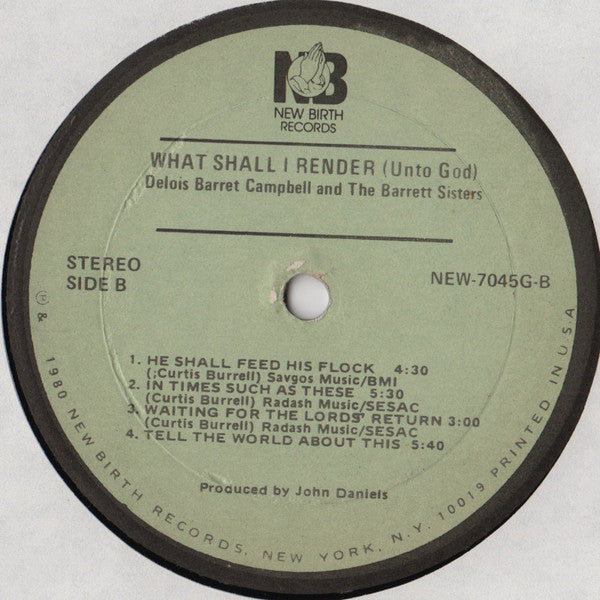 NB
NEW BIRTH
RECORDS
WHAT SHALL I RENDER (Unto God)
Delois Barret Campbell and The Barrett Sisters
STEREO
SIDE B
NEW-7045G-B
1. HE SHALL FEED HIS FLOCK 4:30
(;Curtis Burrell) Savgos Music/BMI
2. IN TIMES SUCH AS THESE 5:30
(Curtis Burrell) Radash Music/SESAC
3. WAITING FOR THE LORDS' RETURN 3:00
(Curtis Burrell) Radash Music/SESAC
4. TELL THE WORLD ABOUT THIS 5:40
Produced by John Daniels
℗ & 1980 NEW BIRTH RECORDS, NEW YORK, N.Y. 10019 PRINTED IN U.S.A